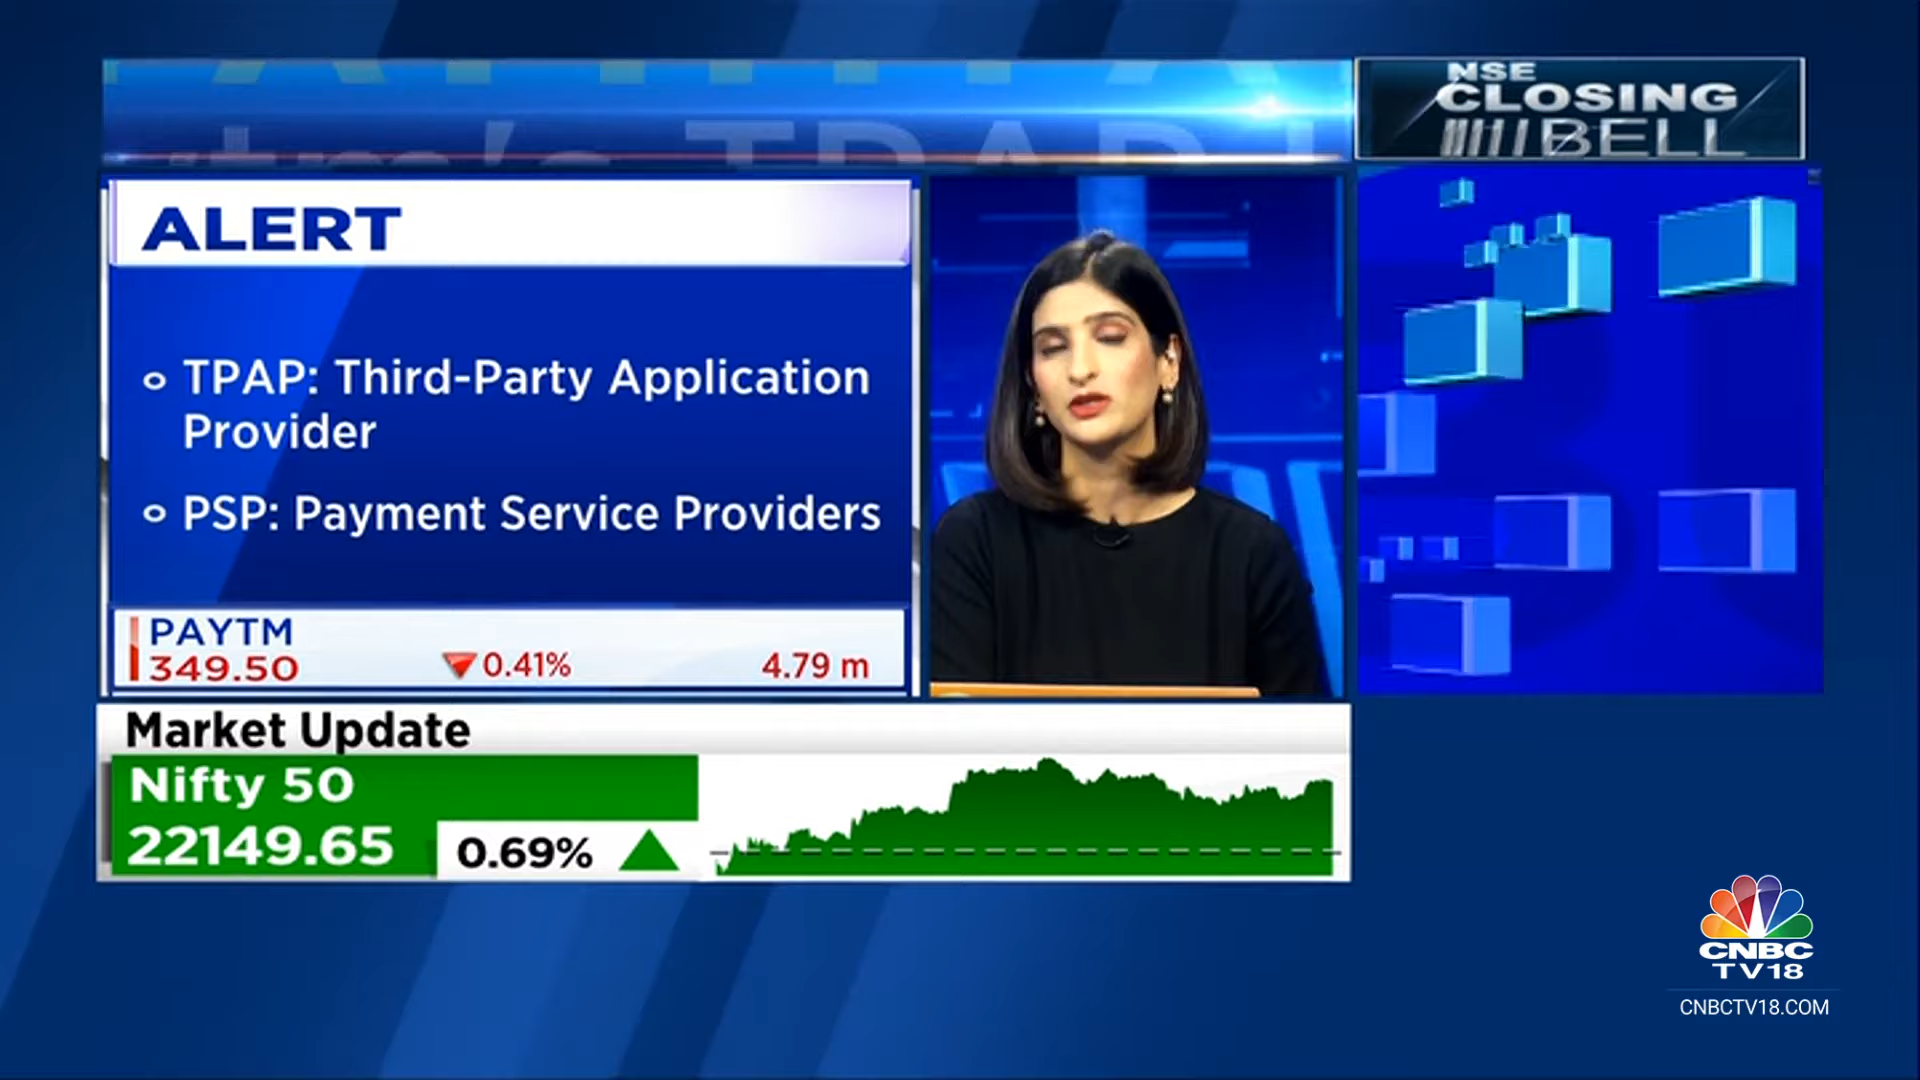 NSE
CLOSING
BELL
ALERT
TPAP: Third-Party Application
Provider
PSP: Payment Service Providers
PAYTM
349.50 0.41% 4.79 m
Market Update
Nifty 50
22149.65 0.69%
CNBC
TV18
CNBCTV18.COM